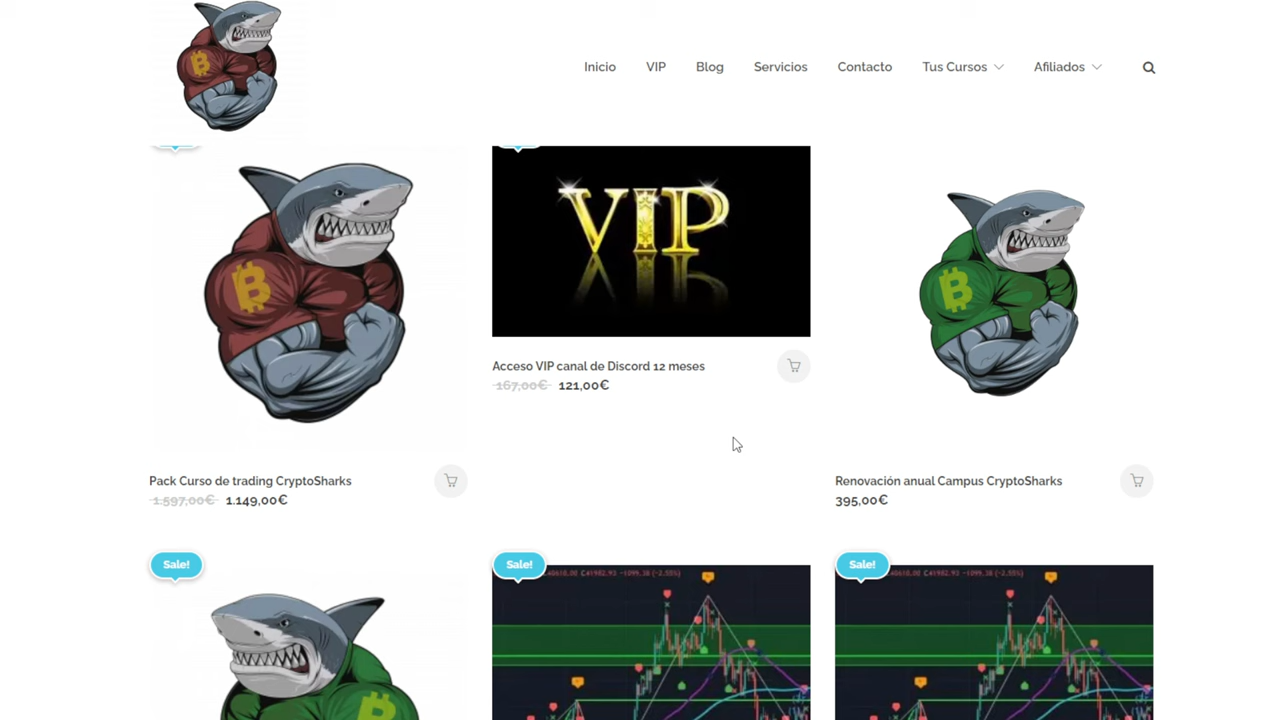 Inicio
VIP
Blog
Servicios
Contacto
Tus Cursos
Afiliados
VIP
Acceso VIP canal de Discord 12 meses
167,00€ 121,00€
Pack Curso de trading CryptoSharks
1.597,00€ 1.149,00€
Renovación anual Campus CryptoSharks
395,00€
Sale!
Sale!
Sale!